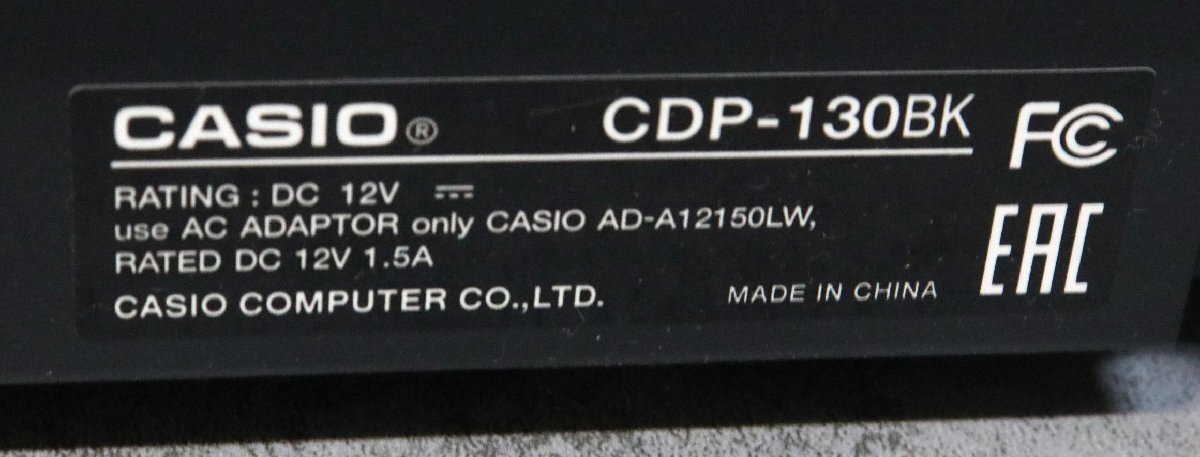 CASIO® CDP-130BK FC
RATING : DC 12V ⎓
use AC ADAPTOR only CASIO AD-A12150LW,
RATED DC 12V 1.5A
CASIO COMPUTER CO.,LTD. MADE IN CHINA
EAC